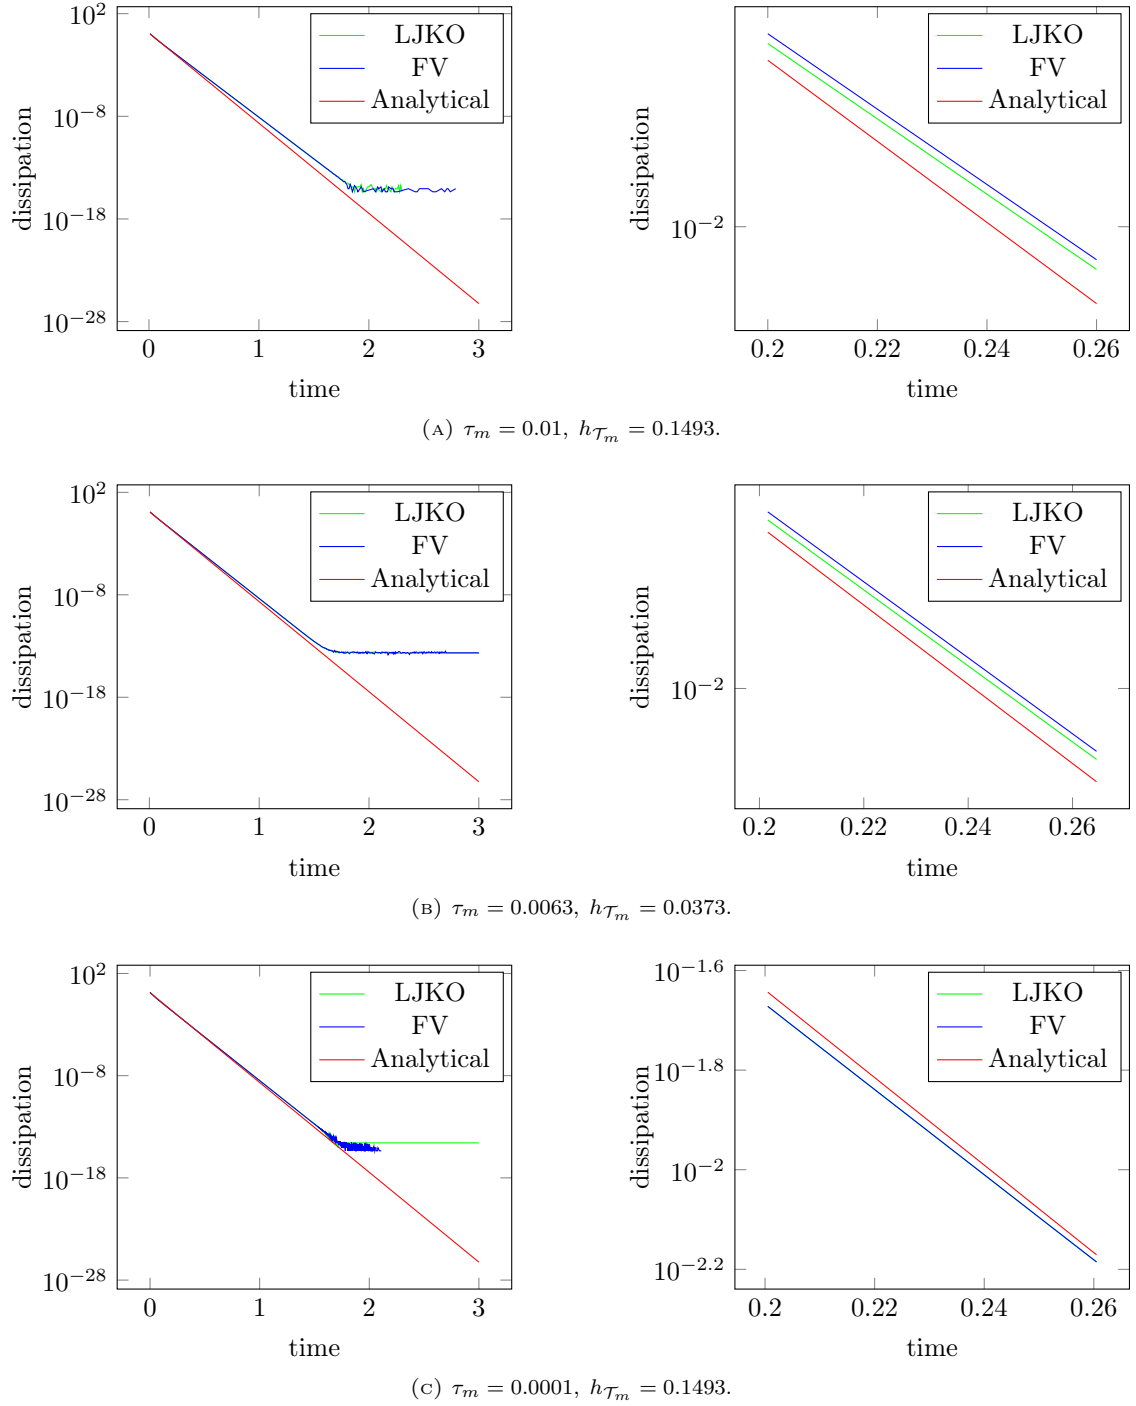 10^2
10^−8
10^−18
10^−28
0 1 2 3
time
dissipation
LJKO
FV
Analytical
10^−2
0.2 0.22 0.24 0.26
time
dissipation
LJKO
FV
Analytical
(A) τ_m = 0.01, h_{𝒯_m} = 0.1493.
10^2
10^−8
10^−18
10^−28
0 1 2 3
time
dissipation
LJKO
FV
Analytical
10^−2
0.2 0.22 0.24 0.26
time
dissipation
LJKO
FV
Analytical
(B) τ_m = 0.0063, h_{𝒯_m} = 0.0373.
10^2
10^−8
10^−18
10^−28
0 1 2 3
time
dissipation
LJKO
FV
Analytical
10^−1.6
10^−1.8
10^−2
10^−2.2
0.2 0.22 0.24 0.26
time
dissipation
LJKO
FV
Analytical
(C) τ_m = 0.0001, h_{𝒯_m} = 0.1493.